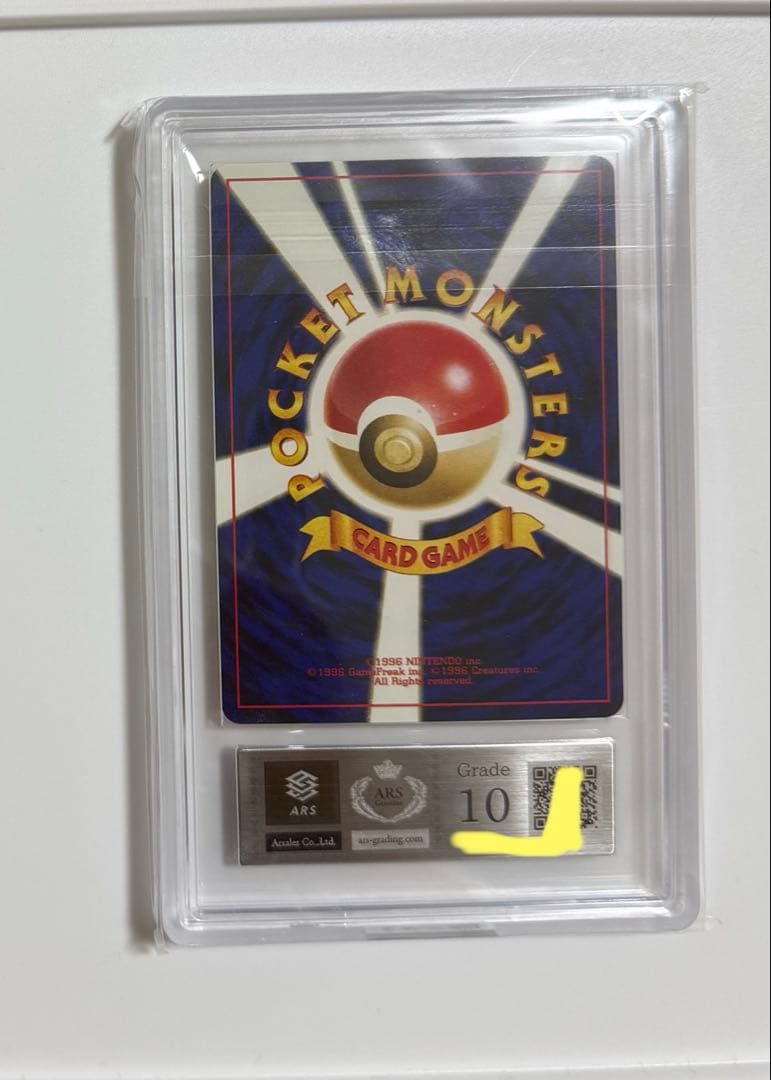 POCKET MONSTERS
CARD GAME
©1996 NINTENDO inc.
©1996 GameFreak inc. ©1996 Creatures inc.
All Rights reserved.
ARS
Arsales Co.,Ltd.
ARS
ars-grading.com
Grade
10